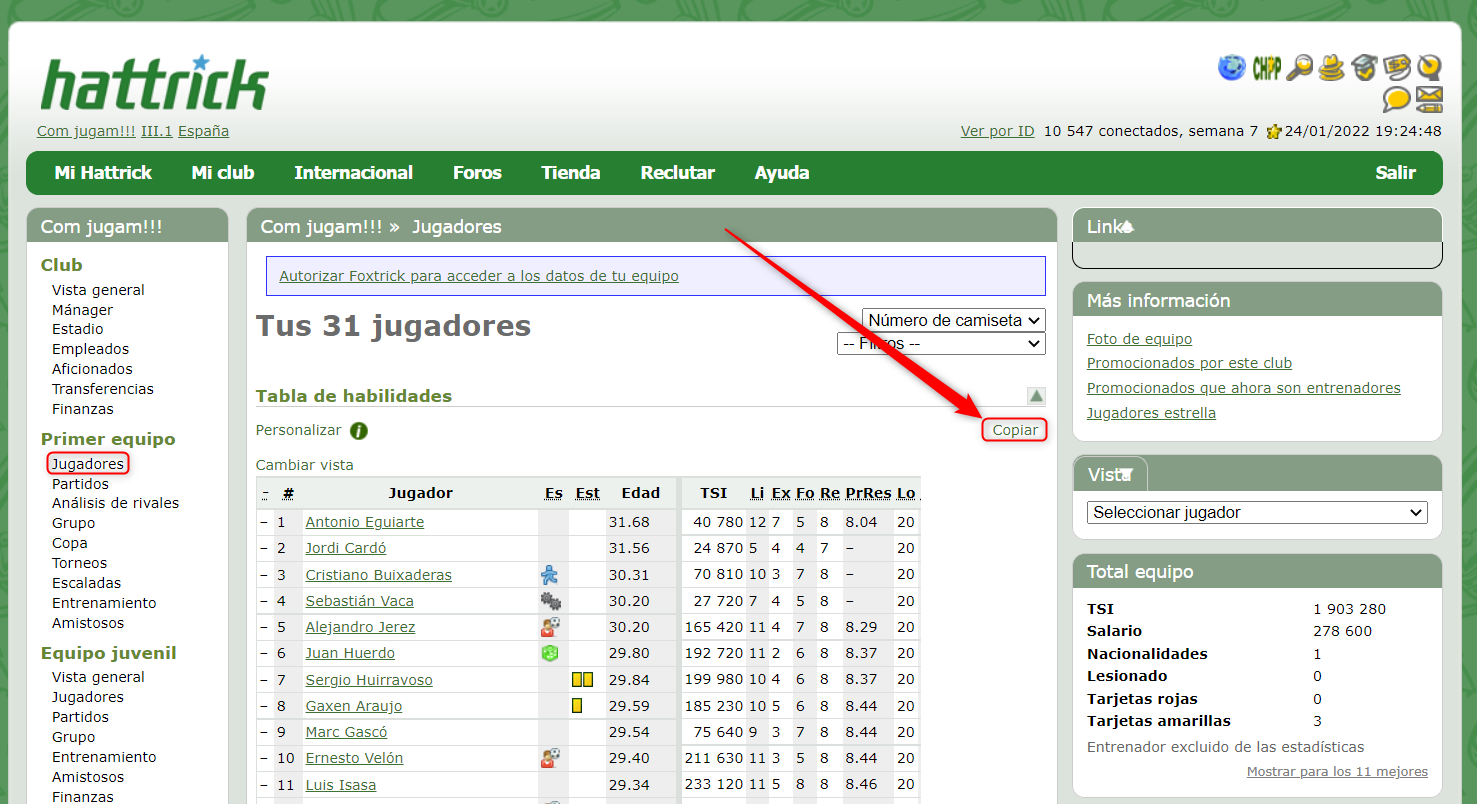 hattrick
CHPP
Com jugam!!! III.1 España
Ver por ID 10 547 conectados, semana 7 24/01/2022 19:24:48
Mi Hattrick Mi club Internacional Foros Tienda Reclutar Ayuda Salir
Com jugam!!!
Club
Vista general
Mánager
Estadio
Empleados
Aficionados
Transferencias
Finanzas
Primer equipo
Jugadores
Partidos
Análisis de rivales
Grupo
Copa
Torneos
Escaladas
Entrenamiento
Amistosos
Equipo juvenil
Vista general
Jugadores
Partidos
Grupo
Entrenamiento
Amistosos
Finanzas
Com jugam!!! » Jugadores
Autorizar Foxtrick para acceder a los datos de tu equipo
Tus 31 jugadores
Número de camiseta
-- Filtros --
Tabla de habilidades
Personalizar i
Copiar
Cambiar vista
- # Jugador Es Est Edad TSI Li Ex Fo Re PrRes Lo
– 1 Antonio Eguiarte 31.68 40 780 12 7 5 8 8.04 20
– 2 Jordi Cardó 31.56 24 870 5 4 4 7 – 20
– 3 Cristiano Buixaderas 30.31 70 810 10 3 7 8 – 20
– 4 Sebastián Vaca 30.20 27 720 7 4 5 8 – 20
– 5 Alejandro Jerez 30.20 165 420 11 4 7 8 8.29 20
– 6 Juan Huerdo 29.80 192 720 11 2 6 8 8.37 20
– 7 Sergio Huirravoso 29.84 199 980 10 4 6 8 8.37 20
– 8 Gaxen Araujo 29.59 185 230 10 5 6 8 8.44 20
– 9 Marc Gascó 29.54 75 640 9 3 7 8 8.44 20
– 10 Ernesto Velón 29.40 211 630 11 3 5 8 8.44 20
– 11 Luis Isasa 29.34 233 120 11 5 8 8 8.46 20
Links
Más información
Foto de equipo
Promocionados por este club
Promocionados que ahora son entrenadores
Jugadores estrella
Vista
Seleccionar jugador
Total equipo
TSI 1 903 280
Salario 278 600
Nacionalidades 1
Lesionado 0
Tarjetas rojas 0
Tarjetas amarillas 3
Entrenador excluido de las estadísticas
Mostrar para los 11 mejores